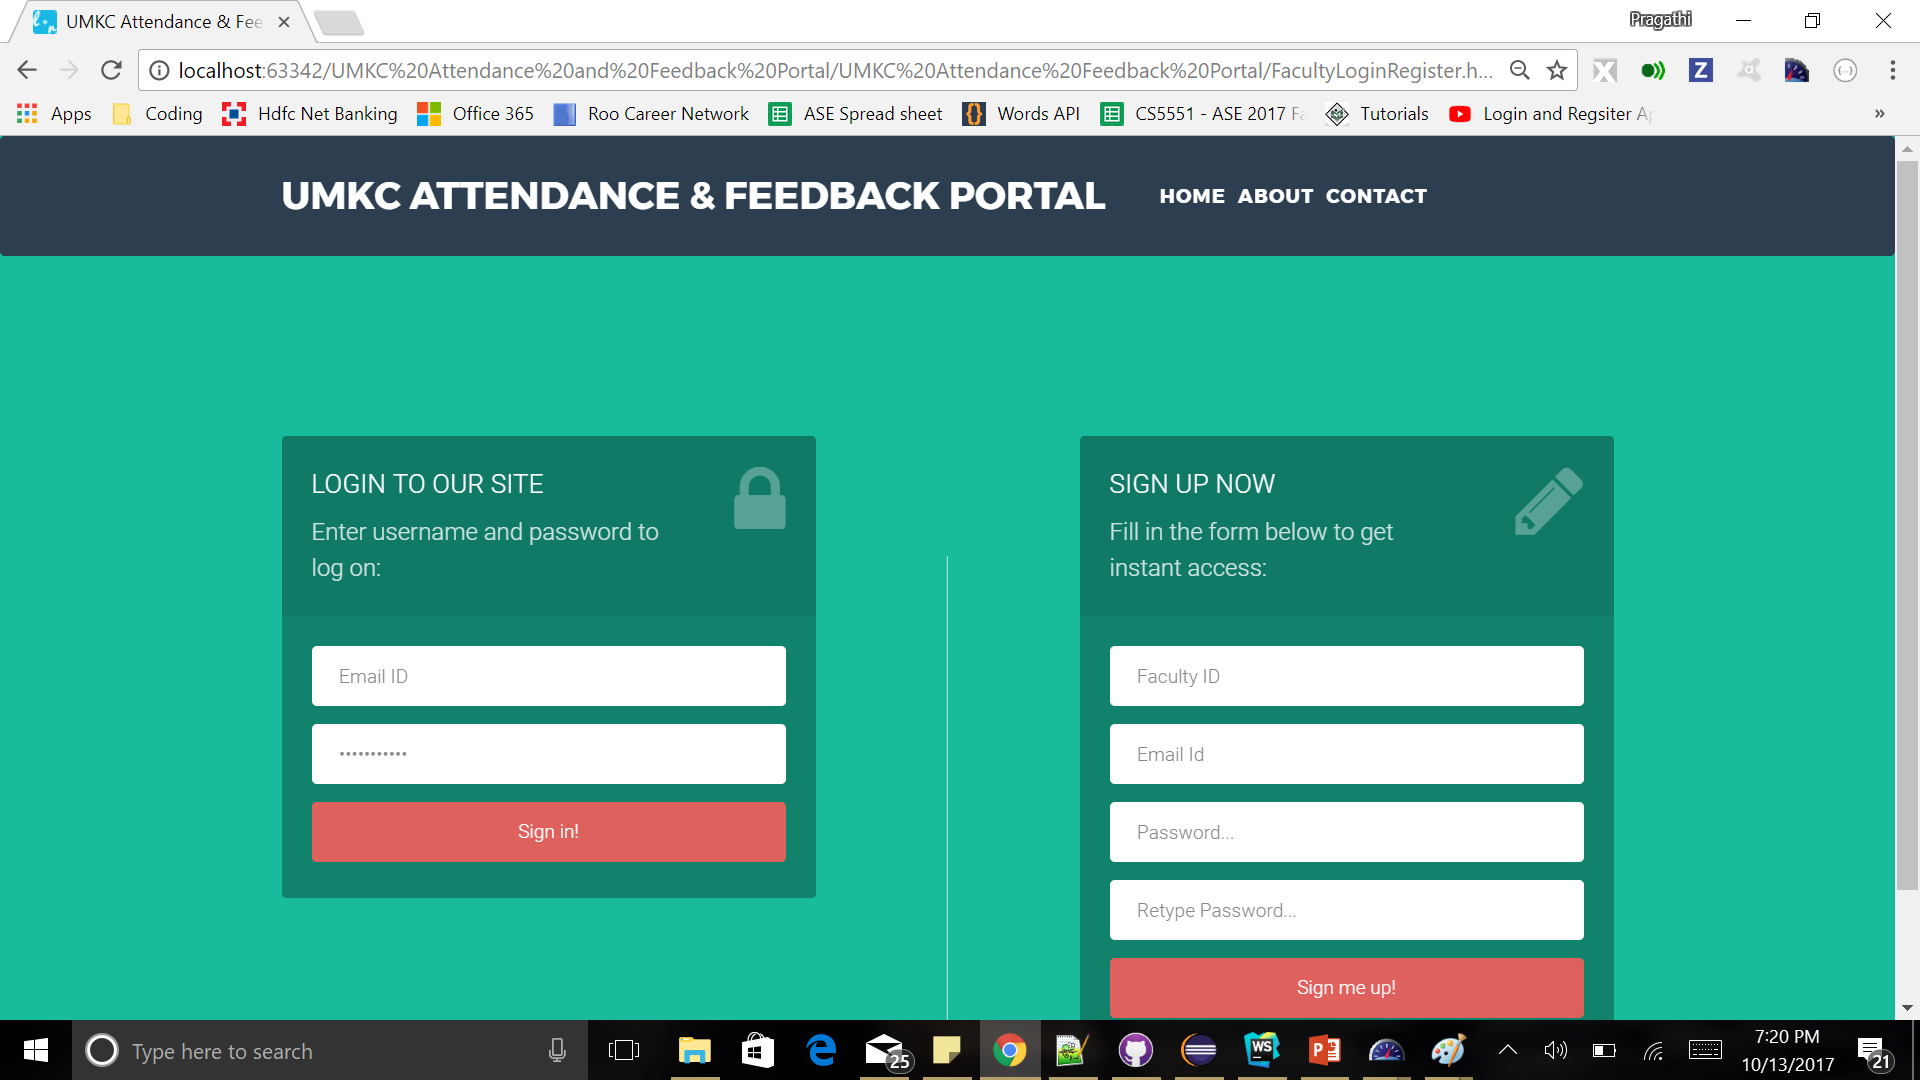 UMKC Attendance & Fee
Pragathi
localhost:63342/UMKC%20Attendance%20and%20Feedback%20Portal/UMKC%20Attendance%20Feedback%20Portal/FacultyLoginRegister.h...
Apps Coding Hdfc Net Banking Office 365 Roo Career Network ASE Spread sheet Words API CS5551 - ASE 2017 Fa Tutorials Login and Regsiter Ap »
UMKC ATTENDANCE & FEEDBACK PORTAL HOME ABOUT CONTACT
LOGIN TO OUR SITE
Enter username and password to
log on:
Email ID
Sign in!
SIGN UP NOW
Fill in the form below to get
instant access:
Faculty ID
Email Id
Password...
Retype Password...
Sign me up!
Type here to search
25
7:20 PM
10/13/2017
21